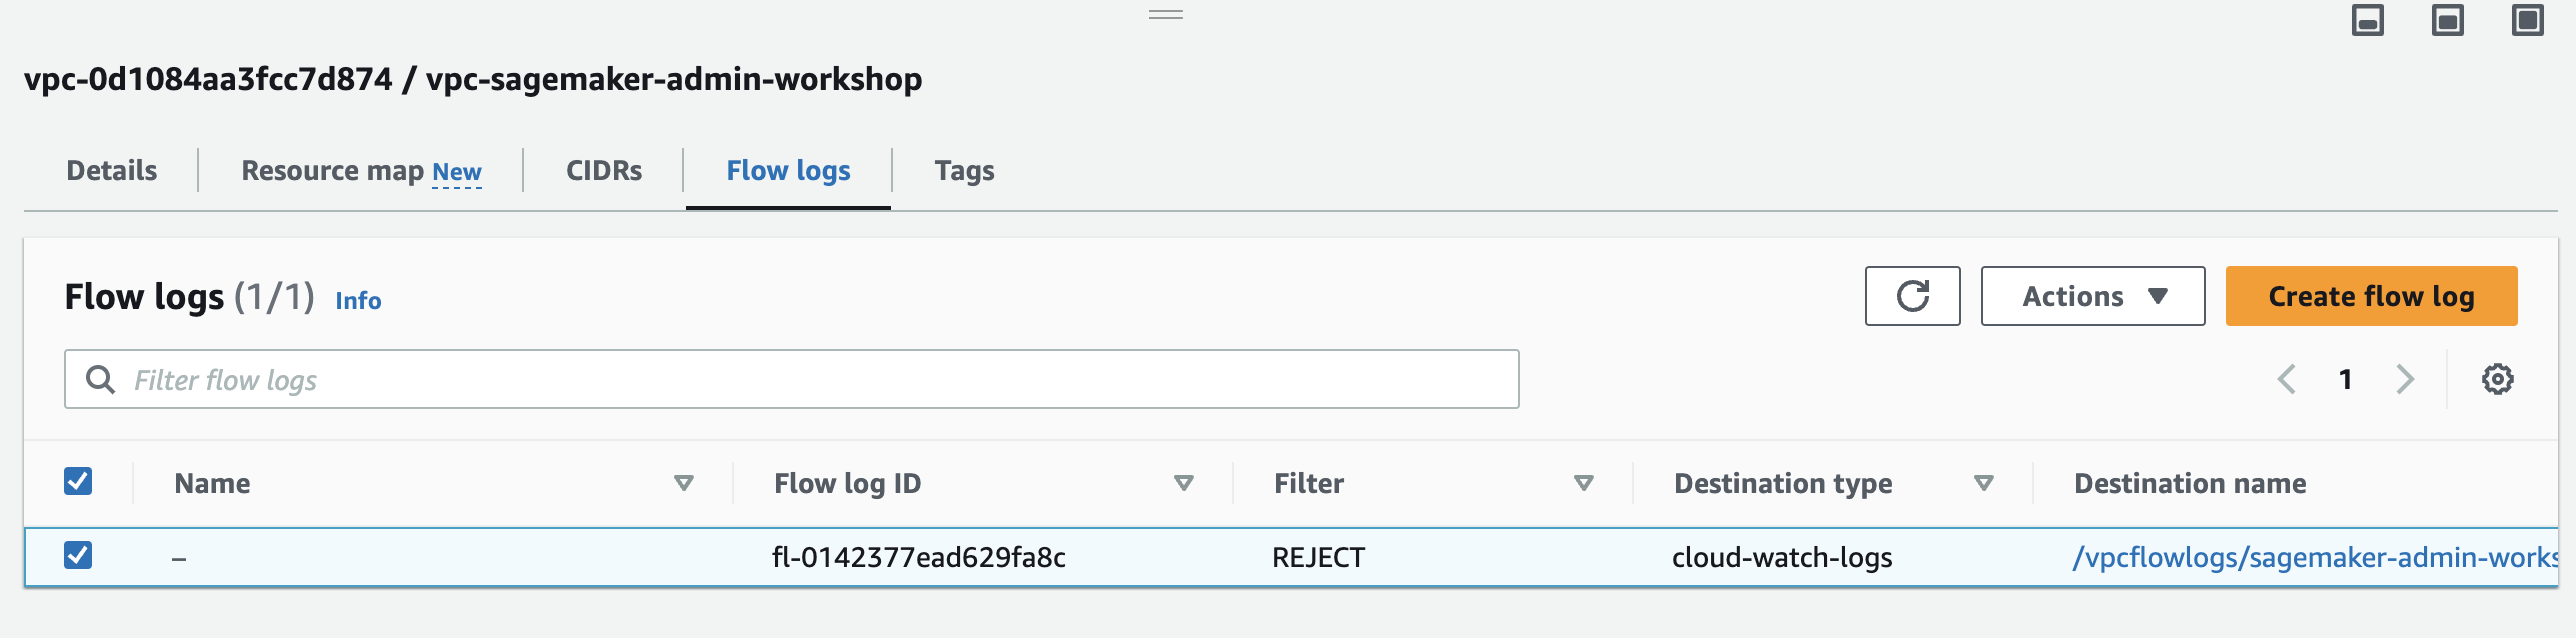 vpc-0d1084aa3fcc7d874 / vpc-sagemaker-admin-workshop
Details Resource map New CIDRs Flow logs Tags
Flow logs (1/1) Info Actions Create flow log
Filter flow logs 1
Name Flow log ID Filter Destination type Destination name
– fl-0142377ead629fa8c REJECT cloud-watch-logs /vpcflowlogs/sagemaker-admin-works